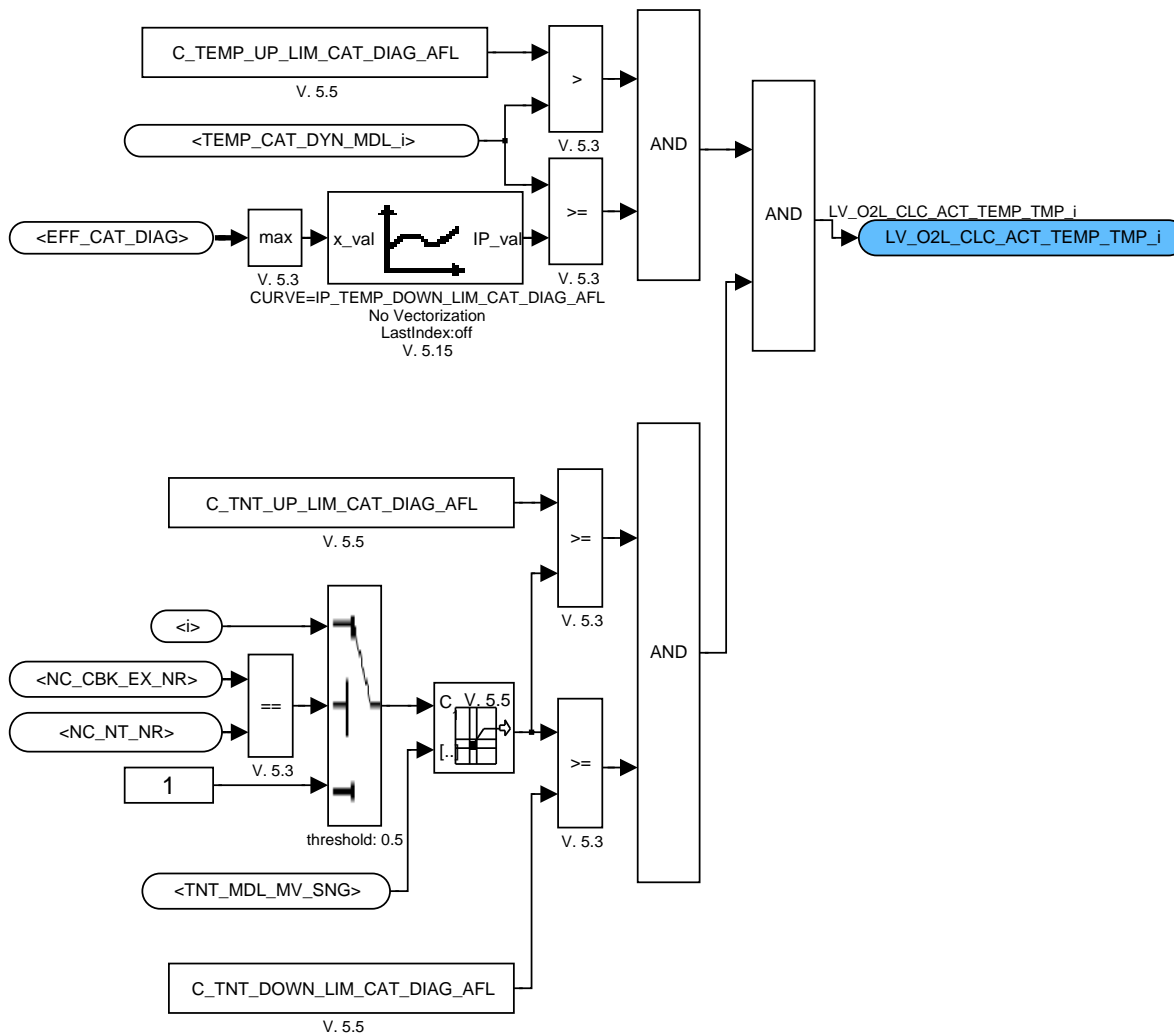 C_TEMP_UP_LIM_CAT_DIAG_AFL
V. 5.5
>
V. 5.3
<TEMP_CAT_DYN_MDL_i>
AND
>=
V. 5.3
<EFF_CAT_DIAG>
max
V. 5.3
x_val
IP_val
CURVE=IP_TEMP_DOWN_LIM_CAT_DIAG_AFL
No Vectorization
LastIndex:off
V. 5.15
AND
LV_O2L_CLC_ACT_TEMP_TMP_i
LV_O2L_CLC_ACT_TEMP_TMP_i
C_TNT_UP_LIM_CAT_DIAG_AFL
V. 5.5
>=
V. 5.3
<i>
<NC_CBK_EX_NR>
==
<NC_NT_NR>
V. 5.3
1
threshold: 0.5
C V. 5.5
1
[..]
AND
>=
V. 5.3
<TNT_MDL_MV_SNG>
C_TNT_DOWN_LIM_CAT_DIAG_AFL
V. 5.5